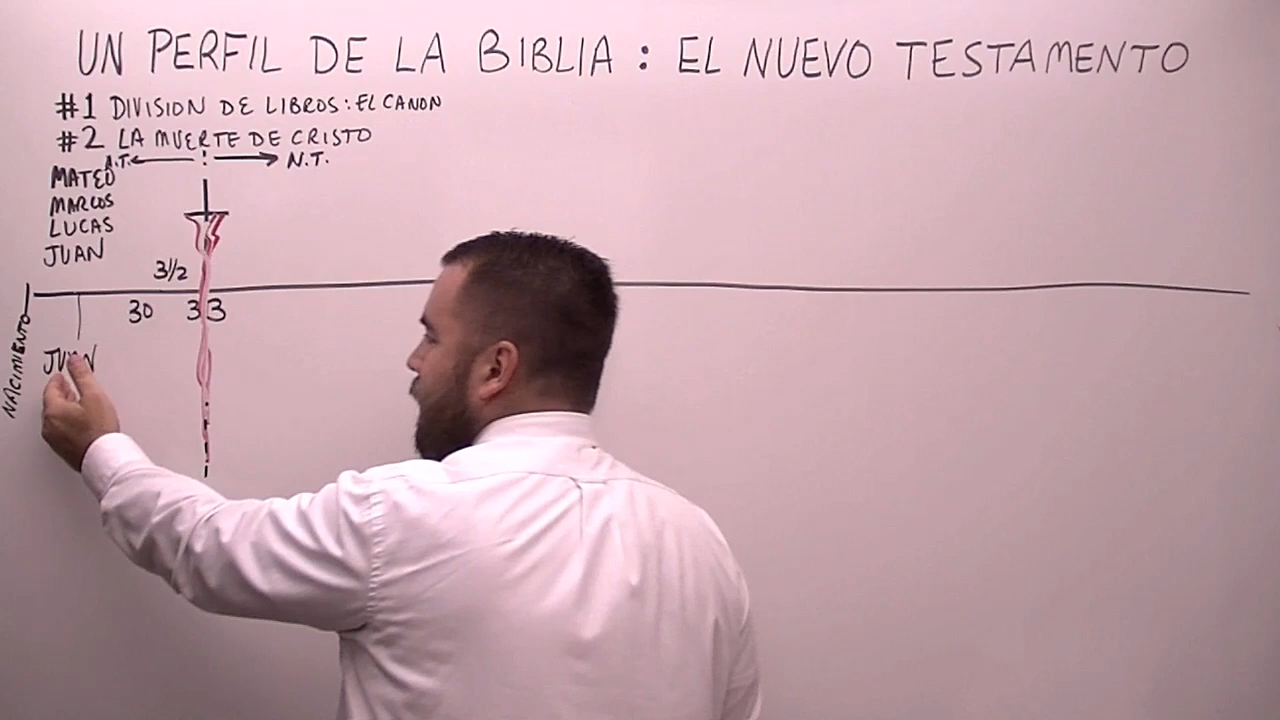 UN PERFIL DE LA BIBLIA : EL NUEVO TESTAMENTO
#1 DIVISION DE LIBROS: EL CANON
#2 LA MUERTE DE CRISTO
A.T. N.T.
MATEO
MARCOS
LUCAS
JUAN
3½
30 33
NACIMIENTO
JUAN